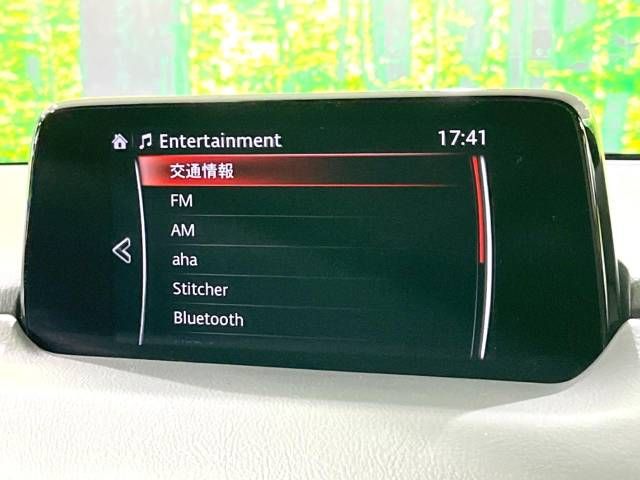 Entertainment 17:41
交通情報
FM
AM
aha
Stitcher
Bluetooth